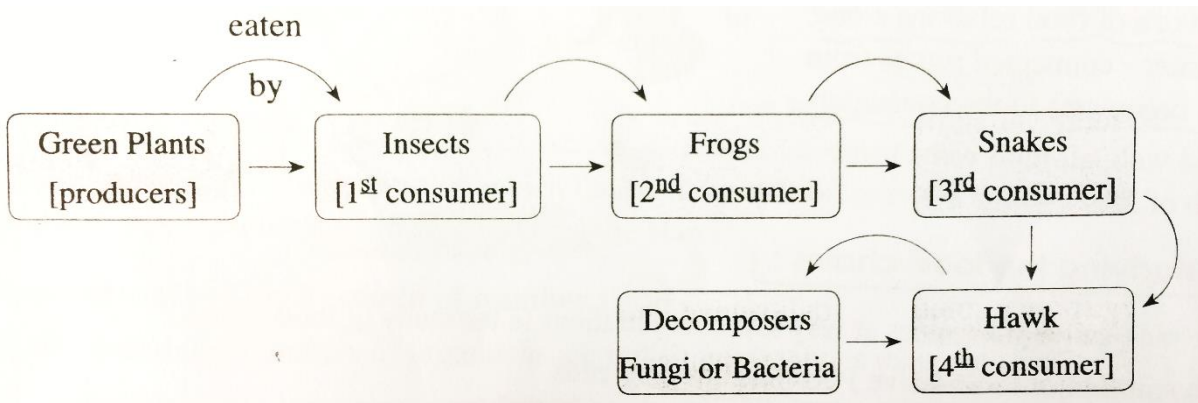 eaten
by
Green Plants
[producers]
Insects
[1st consumer]
Frogs
[2nd consumer]
Snakes
[3rd consumer]
Decomposers
Fungi or Bacteria
Hawk
[4th consumer]